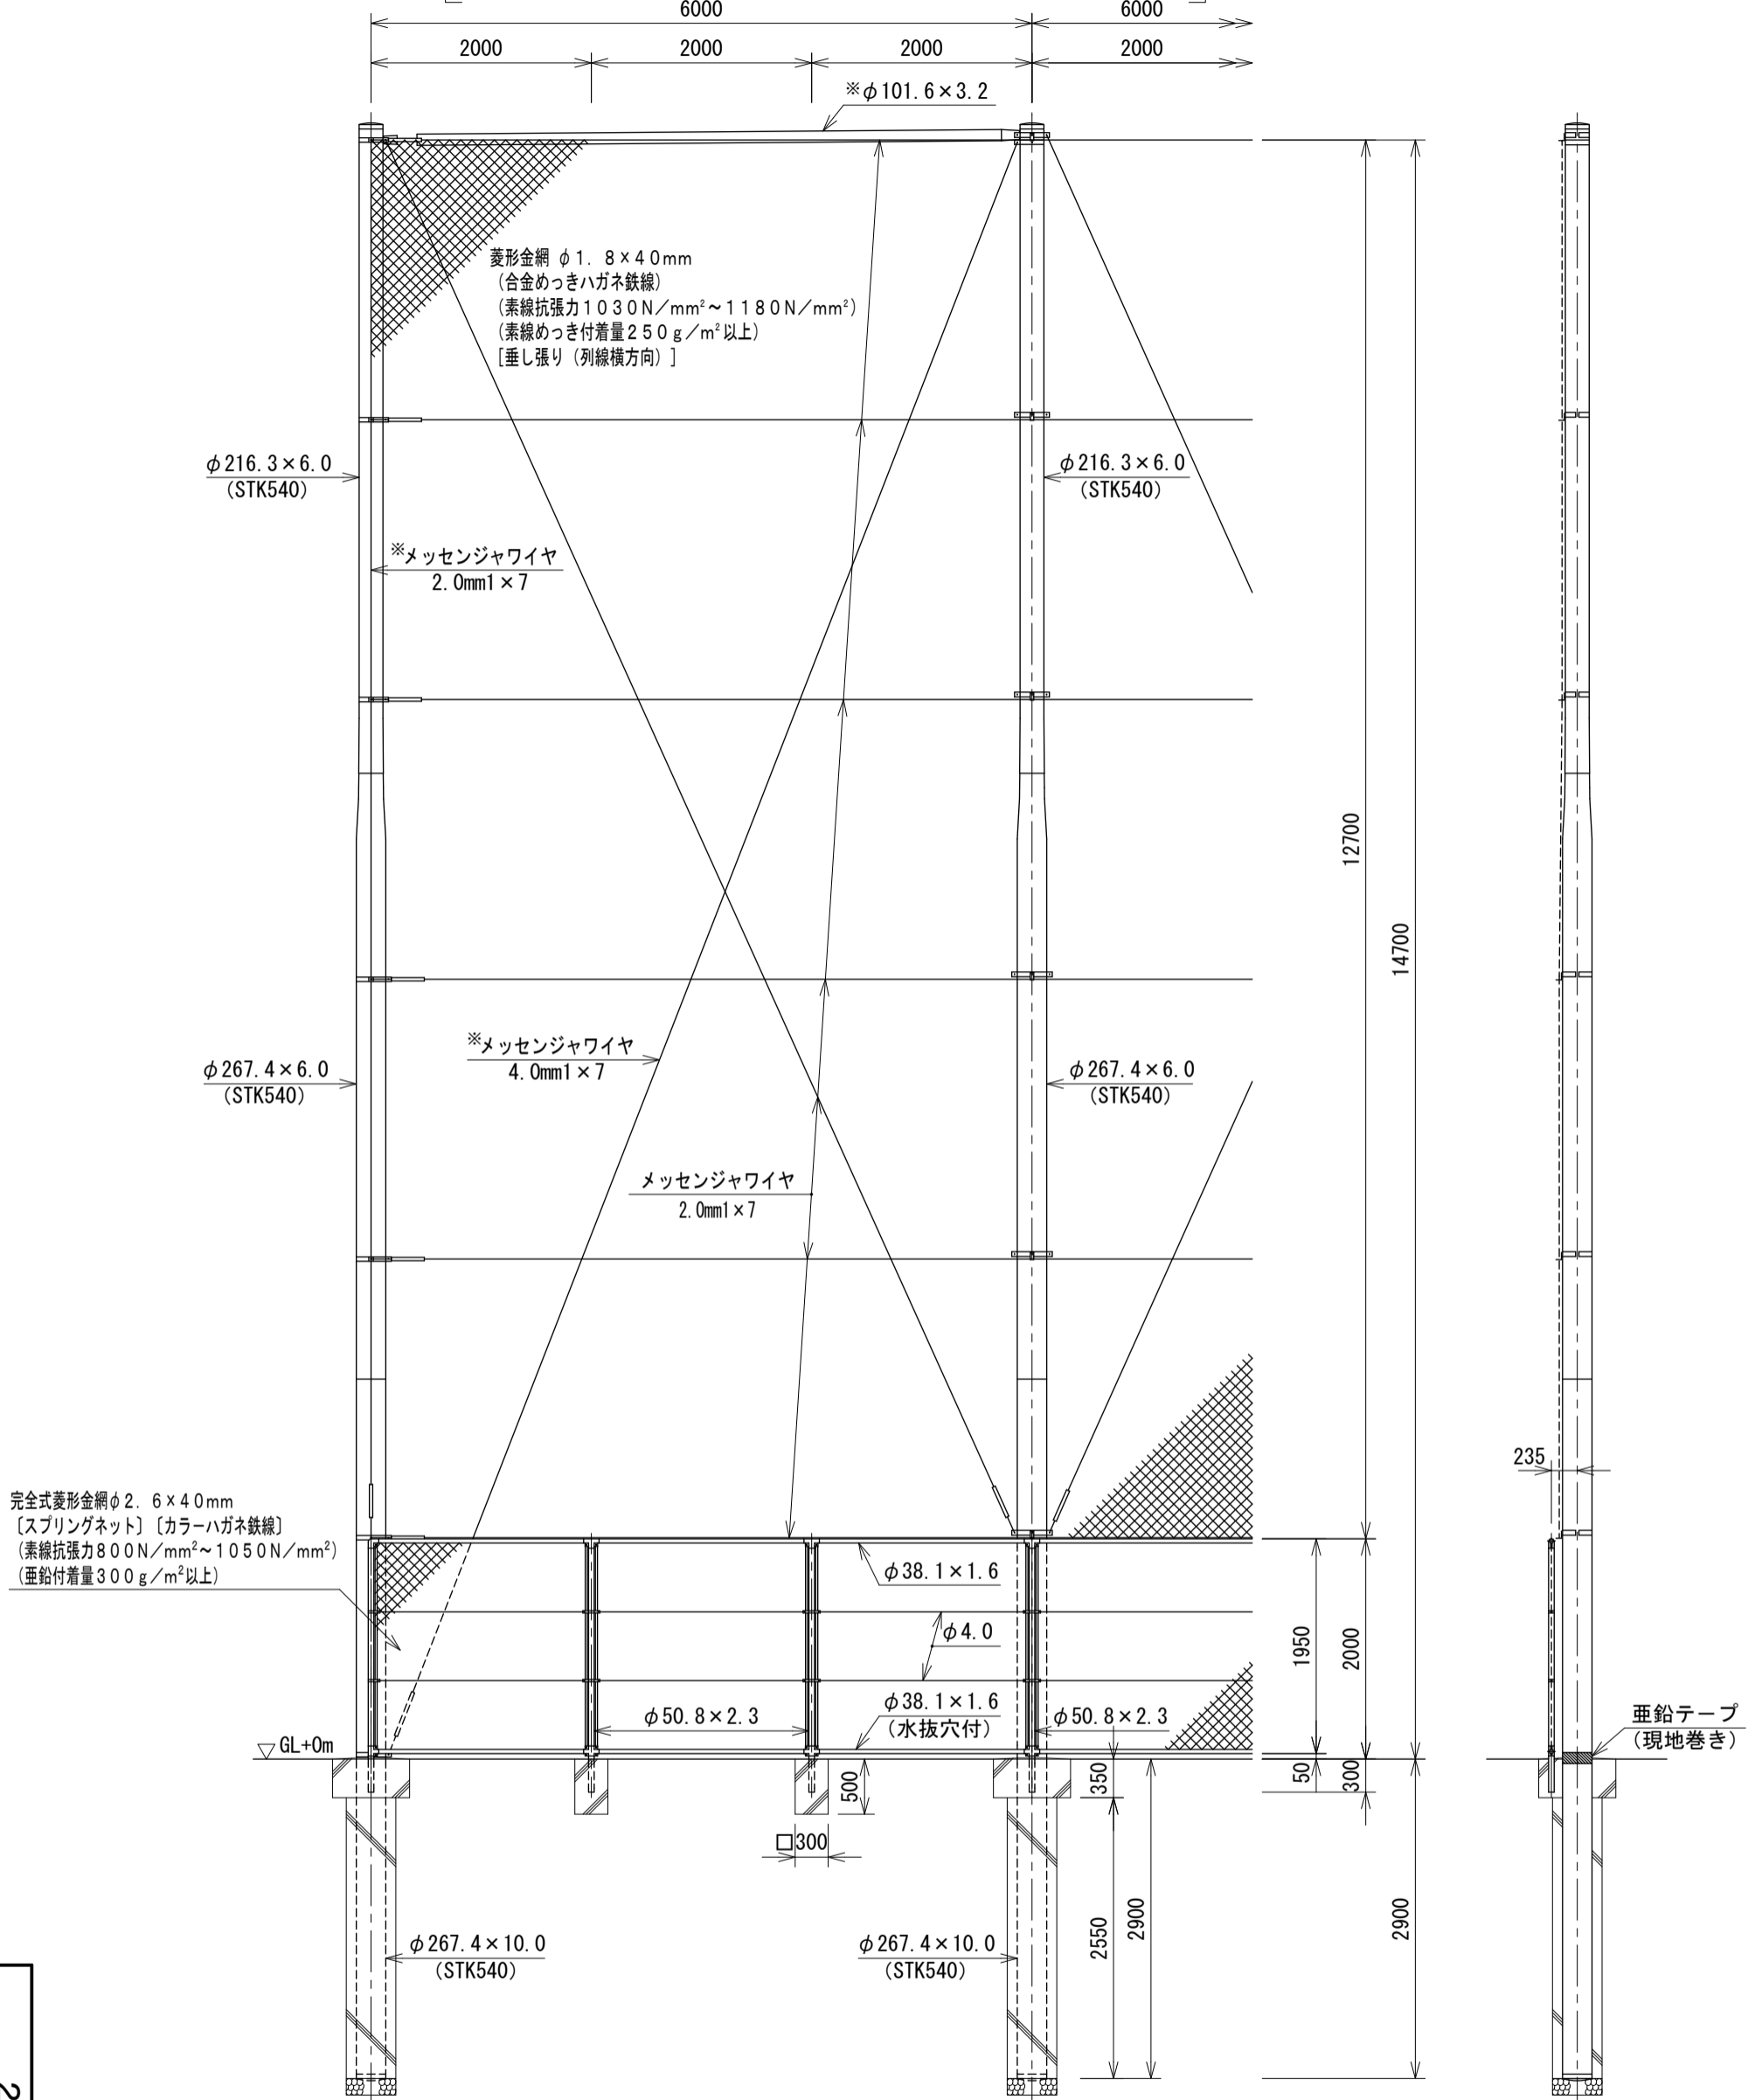 6000
6000
2000
2000
2000
2000
※φ101.6×3.2
菱形金網 φ1.8×40mm
(合金めっきハガネ鉄線)
(素線抗張力1030N/mm²～1180N/mm²)
(素線めっき付着量250g/m²以上)
[垂し張り(列線横方向)]
φ216.3×6.0
(STK540)
φ216.3×6.0
(STK540)
※メッセンジャワイヤ
2.0mm1×7
12700
14700
※メッセンジャワイヤ
4.0mm1×7
φ267.4×6.0
(STK540)
φ267.4×6.0
(STK540)
メッセンジャワイヤ
2.0mm1×7
235
完全式菱形金網φ2.6×40mm
〔スプリングネット〕〔カラーハガネ鉄線〕
(素線抗張力800N/mm²～1050N/mm²)
(亜鉛付着量300g/m²以上)
φ38.1×1.6
φ4.0
1950
2000
φ38.1×1.6
(水抜穴付)
φ50.8×2.3
φ50.8×2.3
亜鉛テープ
(現地巻き)
▽GL+0m
500
350
50
300
□300
φ267.4×10.0
(STK540)
φ267.4×10.0
(STK540)
2550
2900
2900
2